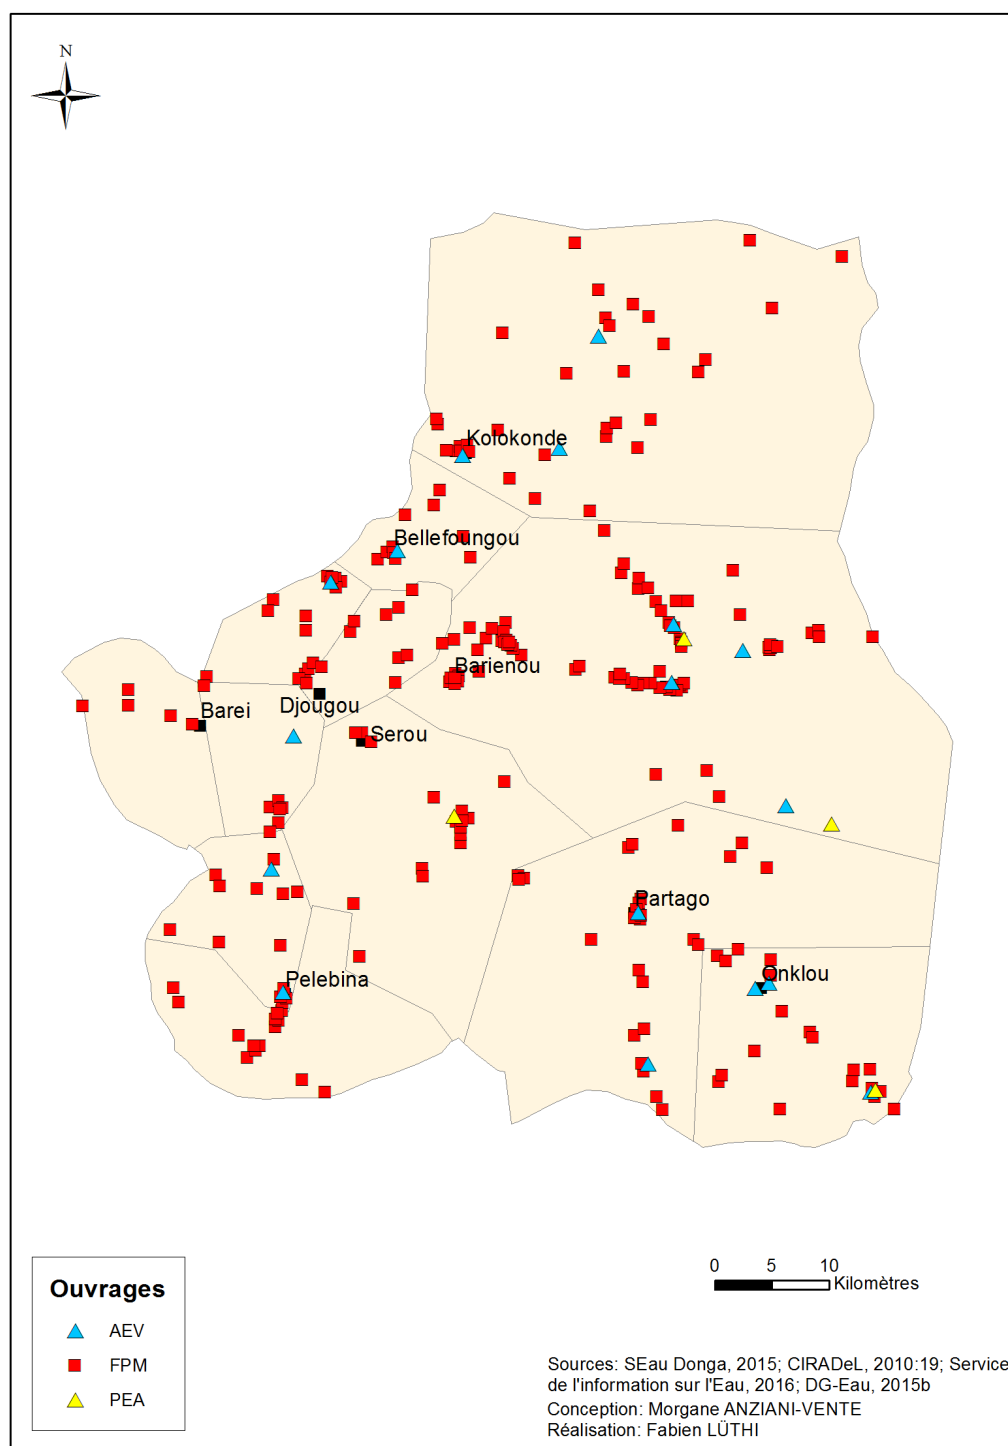 N
Kolokonde
Bellefoungou
Barienou
Barei
Djougou
Serou
Partago
Onklou
Pelebina
0 5 10
Kilomètres
Ouvrages
AEV
FPM
PEA
Sources: SEau Donga, 2015; CIRADeL, 2010:19; Service
de l'information sur l'Eau, 2016; DG-Eau, 2015b
Conception: Morgane ANZIANI-VENTE
Réalisation: Fabien LÜTHI